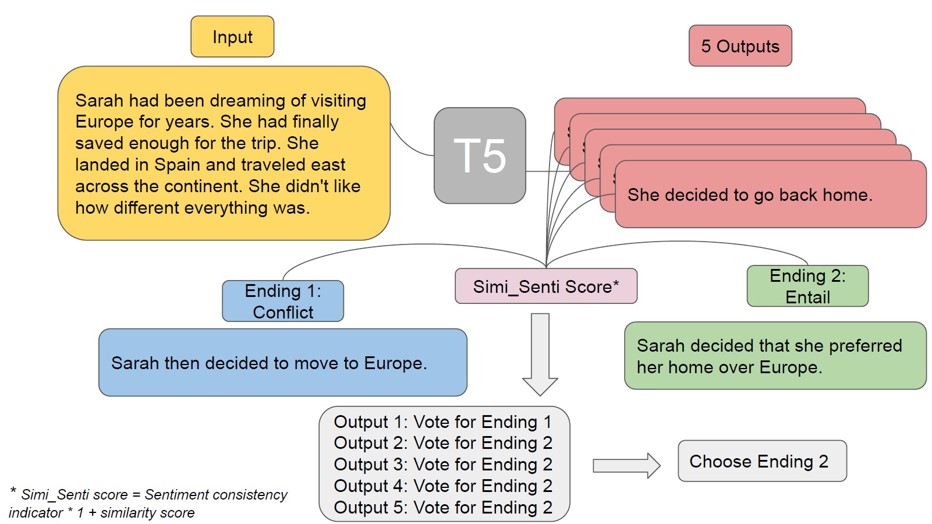 Input
5 Outputs
Sarah had been dreaming of visiting
Europe for years. She had finally
saved enough for the trip. She
landed in Spain and traveled east
across the continent. She didn't like
how different everything was.
T5
She decided to go back home.
Ending 1:
Conflict
Simi_Senti Score*
Ending 2:
Entail
Sarah then decided to move to Europe.
Sarah decided that she preferred
her home over Europe.
Output 1: Vote for Ending 1
Output 2: Vote for Ending 2
Output 3: Vote for Ending 2
Output 4: Vote for Ending 2
Output 5: Vote for Ending 2
Choose Ending 2
* Simi_Senti score = Sentiment consistency
indicator * 1 + similarity score